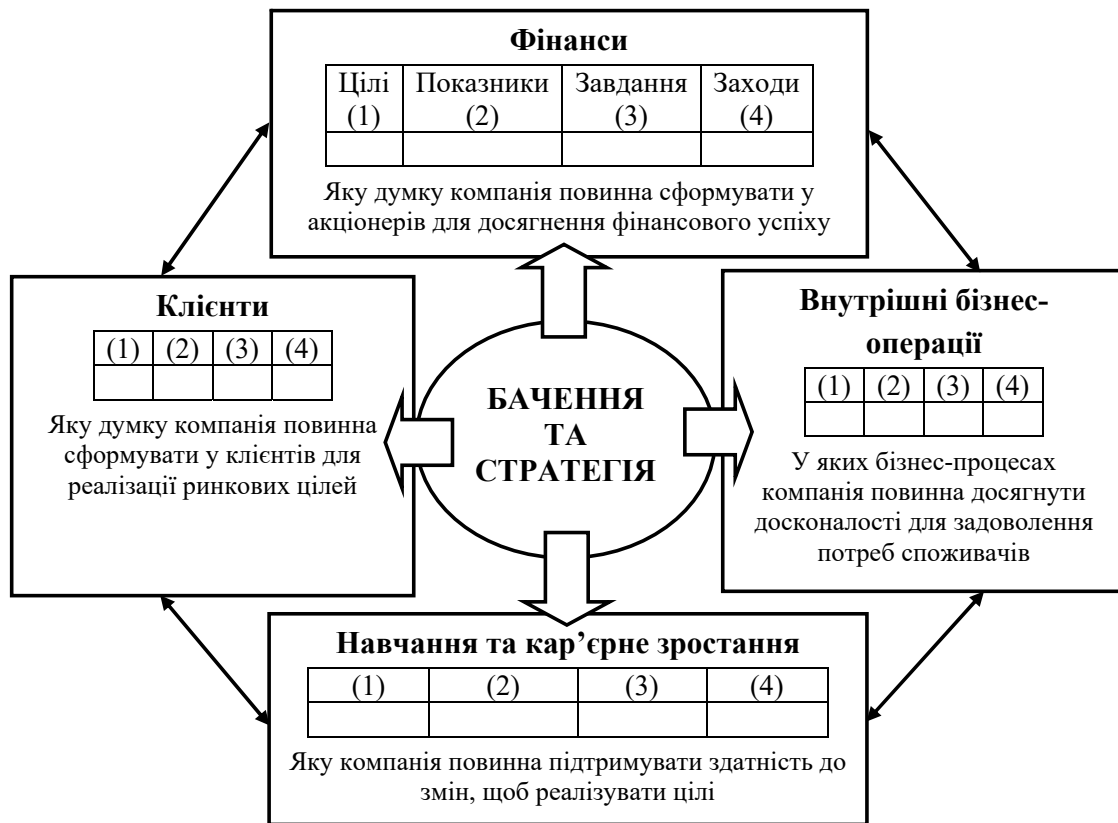 Фінанси
Цілі Показники Завдання Заходи
(1) (2) (3) (4)
Яку думку компанія повинна сформувати у
акціонерів для досягнення фінансового успіху
Клієнти
(1) (2) (3) (4)
Яку думку компанія повинна
сформувати у клієнтів для
реалізації ринкових цілей
БАЧЕННЯ
ТА
СТРАТЕГІЯ
Внутрішні бізнес-
операції
(1) (2) (3) (4)
У яких бізнес-процесах
компанія повинна досягнути
досконалості для задоволення
потреб споживачів
Навчання та кар’єрне зростання
(1) (2) (3) (4)
Яку компанія повинна підтримувати здатність до
змін, щоб реалізувати цілі